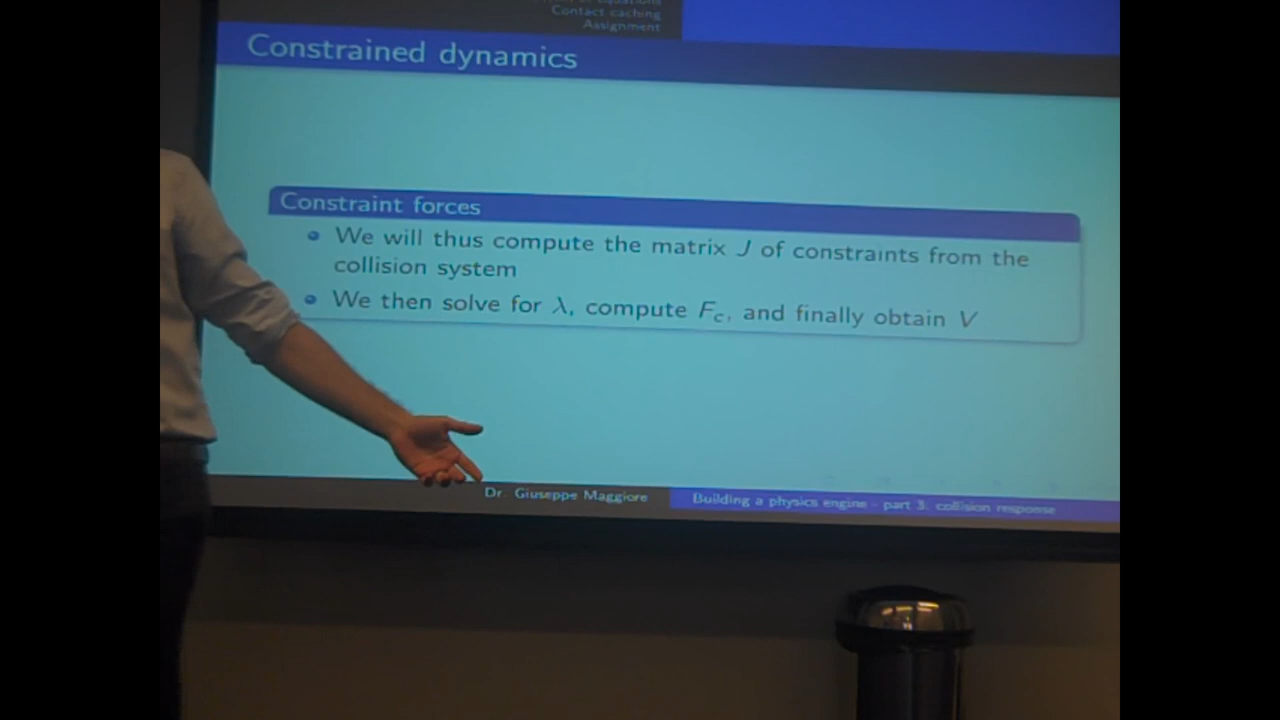 Contact caching
Assignment
Constrained dynamics
Constraint forces
We will thus compute the matrix J of constraints from the
collision system
We then solve for λ, compute Fc, and finally obtain V
Dr. Giuseppe Maggiore
Building a physics engine - part 3: collision response